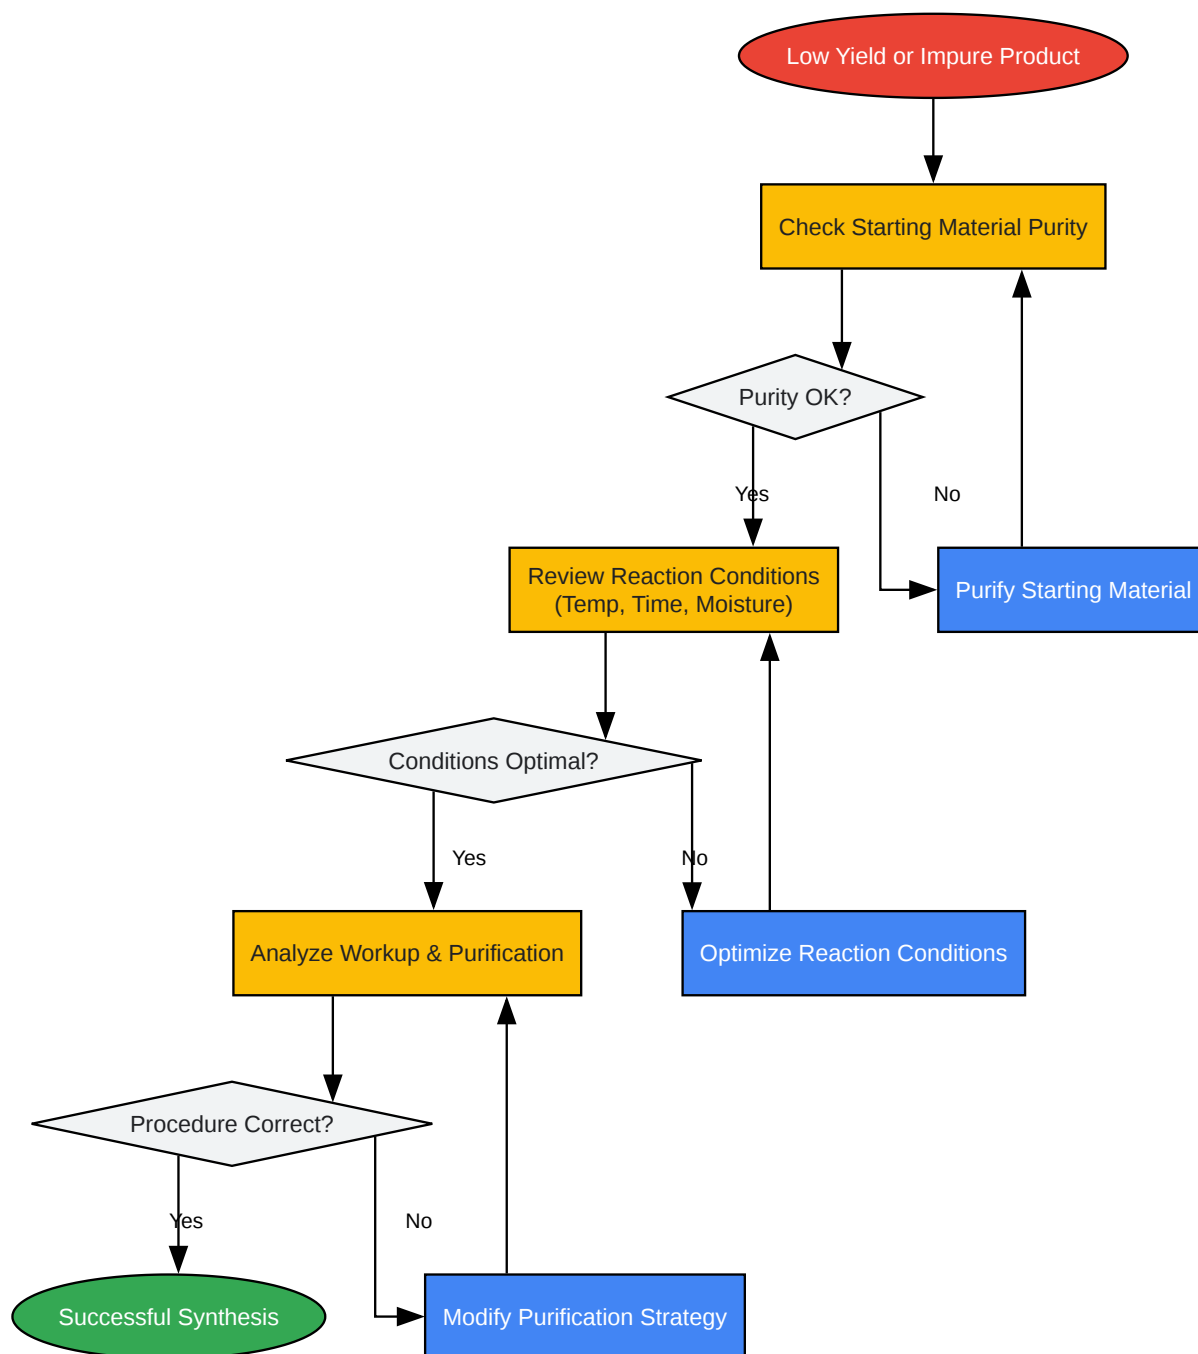 Low Yield or Impure Product
Check Starting Material Purity
Purity OK?
Yes
No
Review Reaction Conditions
(Temp, Time, Moisture)
Purify Starting Material
Conditions Optimal?
Yes
No
Analyze Workup & Purification
Optimize Reaction Conditions
Procedure Correct?
Yes
No
Successful Synthesis
Modify Purification Strategy